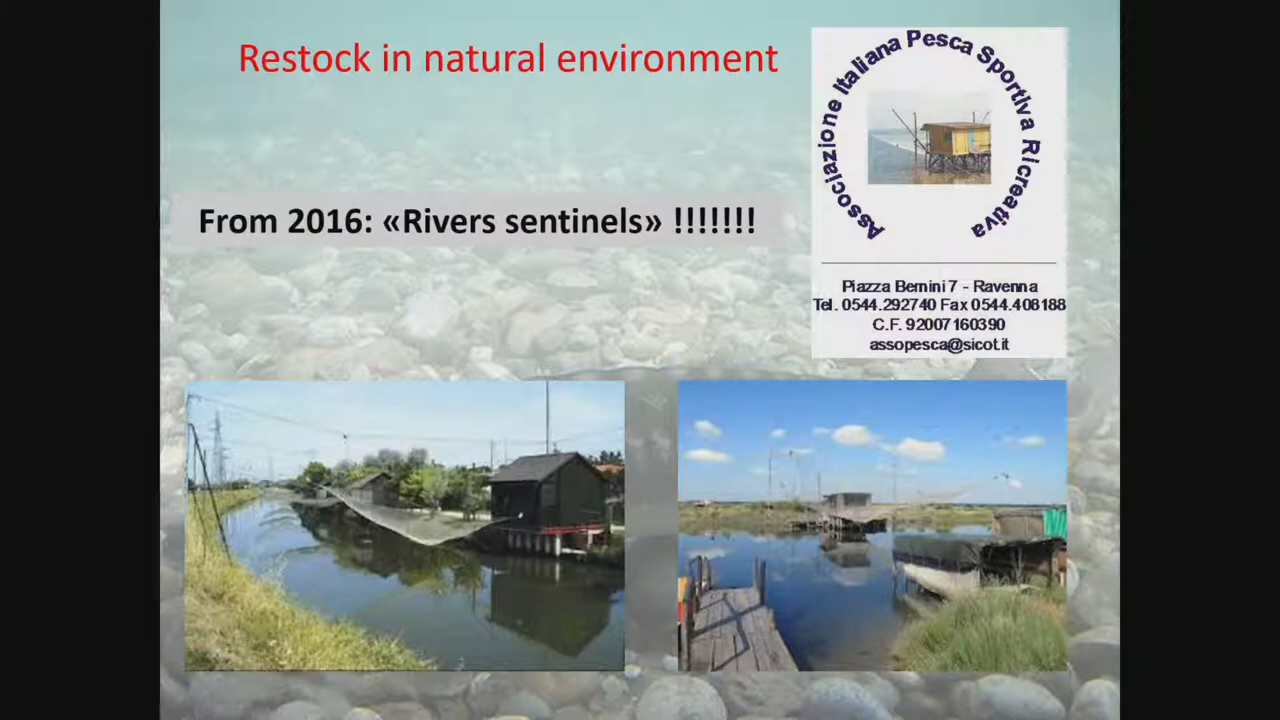 Restock in natural environment
Associazione Italiana Pesca Sportiva Ricreativa
From 2016: «Rivers sentinels» !!!!!!!
Piazza Bernini 7 - Ravenna
Tel. 0544.292740 Fax 0544.408188
C.F. 92007160390
assopesca@sicot.it